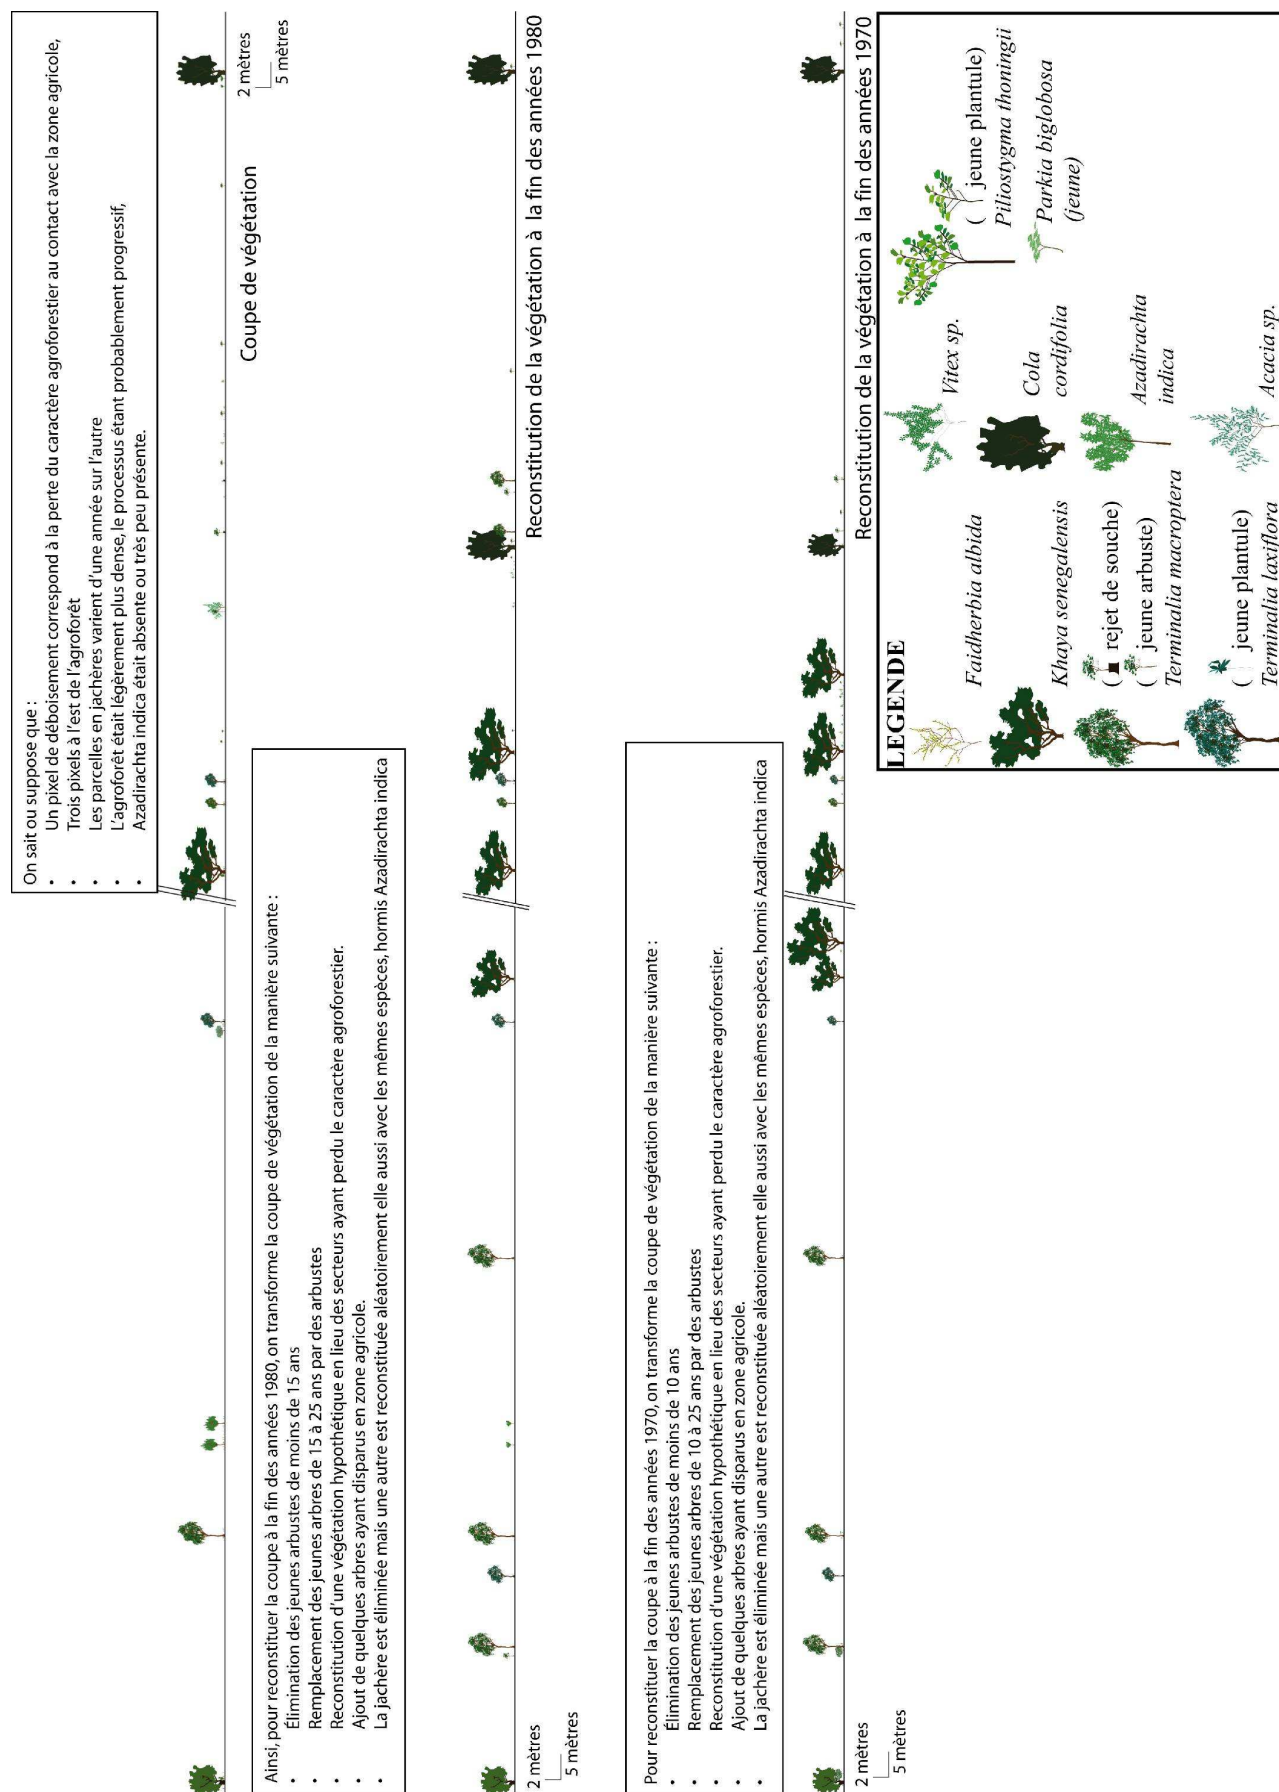 On sait ou suppose que :
• Un pixel de déboisement correspond à la perte du caractère agroforestier au contact avec la zone agricole,
• Trois pixels à l'est de l'agroforêt
• Les parcelles en jachères varient d'une année sur l'autre
• L'agroforêt était légèrement plus dense, le processus étant probablement progressif,
• Azadirachta indica était absente ou très peu présente.
2 mètres
5 mètres
Coupe de végétation
Ainsi, pour reconstituer la coupe à la fin des années 1980, on transforme la coupe de végétation de la manière suivante :
• Élimination des jeunes arbustes de moins de 15 ans
• Remplacement des jeunes arbres de 15 à 25 ans par des arbustes
• Reconstitution d'une végétation hypothétique en lieu des secteurs ayant perdu le caractère agroforestier.
• Ajout de quelques arbres ayant disparus en zone agricole.
• La jachère est éliminée mais une autre est reconstituée aléatoirement elle aussi avec les mêmes espèces, hormis Azadirachta indica
Reconstitution de la végétation à la fin des années 1980
2 mètres
5 mètres
Pour reconstituer la coupe à la fin des années 1970, on transforme la coupe de végétation de la manière suivante :
• Élimination des jeunes arbustes de moins de 10 ans
• Remplacement des jeunes arbres de 10 à 25 ans par des arbustes
• Reconstitution d'une végétation hypothétique en lieu des secteurs ayant perdu le caractère agroforestier.
• Ajout de quelques arbres ayant disparus en zone agricole.
• La jachère est éliminée mais une autre est reconstituée aléatoirement elle aussi avec les mêmes espèces, hormis Azadirachta indica
Reconstitution de la végétation à la fin des années 1970
2 mètres
5 mètres
LEGENDE
Faidherbia albida
Khaya senegalensis
( rejet de souche)
( jeune arbuste)
Terminalia macroptera
( jeune plantule)
Terminalia laxiflora
Vitex sp.
Cola
cordifolia
Azadirachta
indica
Acacia sp.
( jeune plantule)
Piliostygma thoningii
Parkia biglobosa
(jeune)